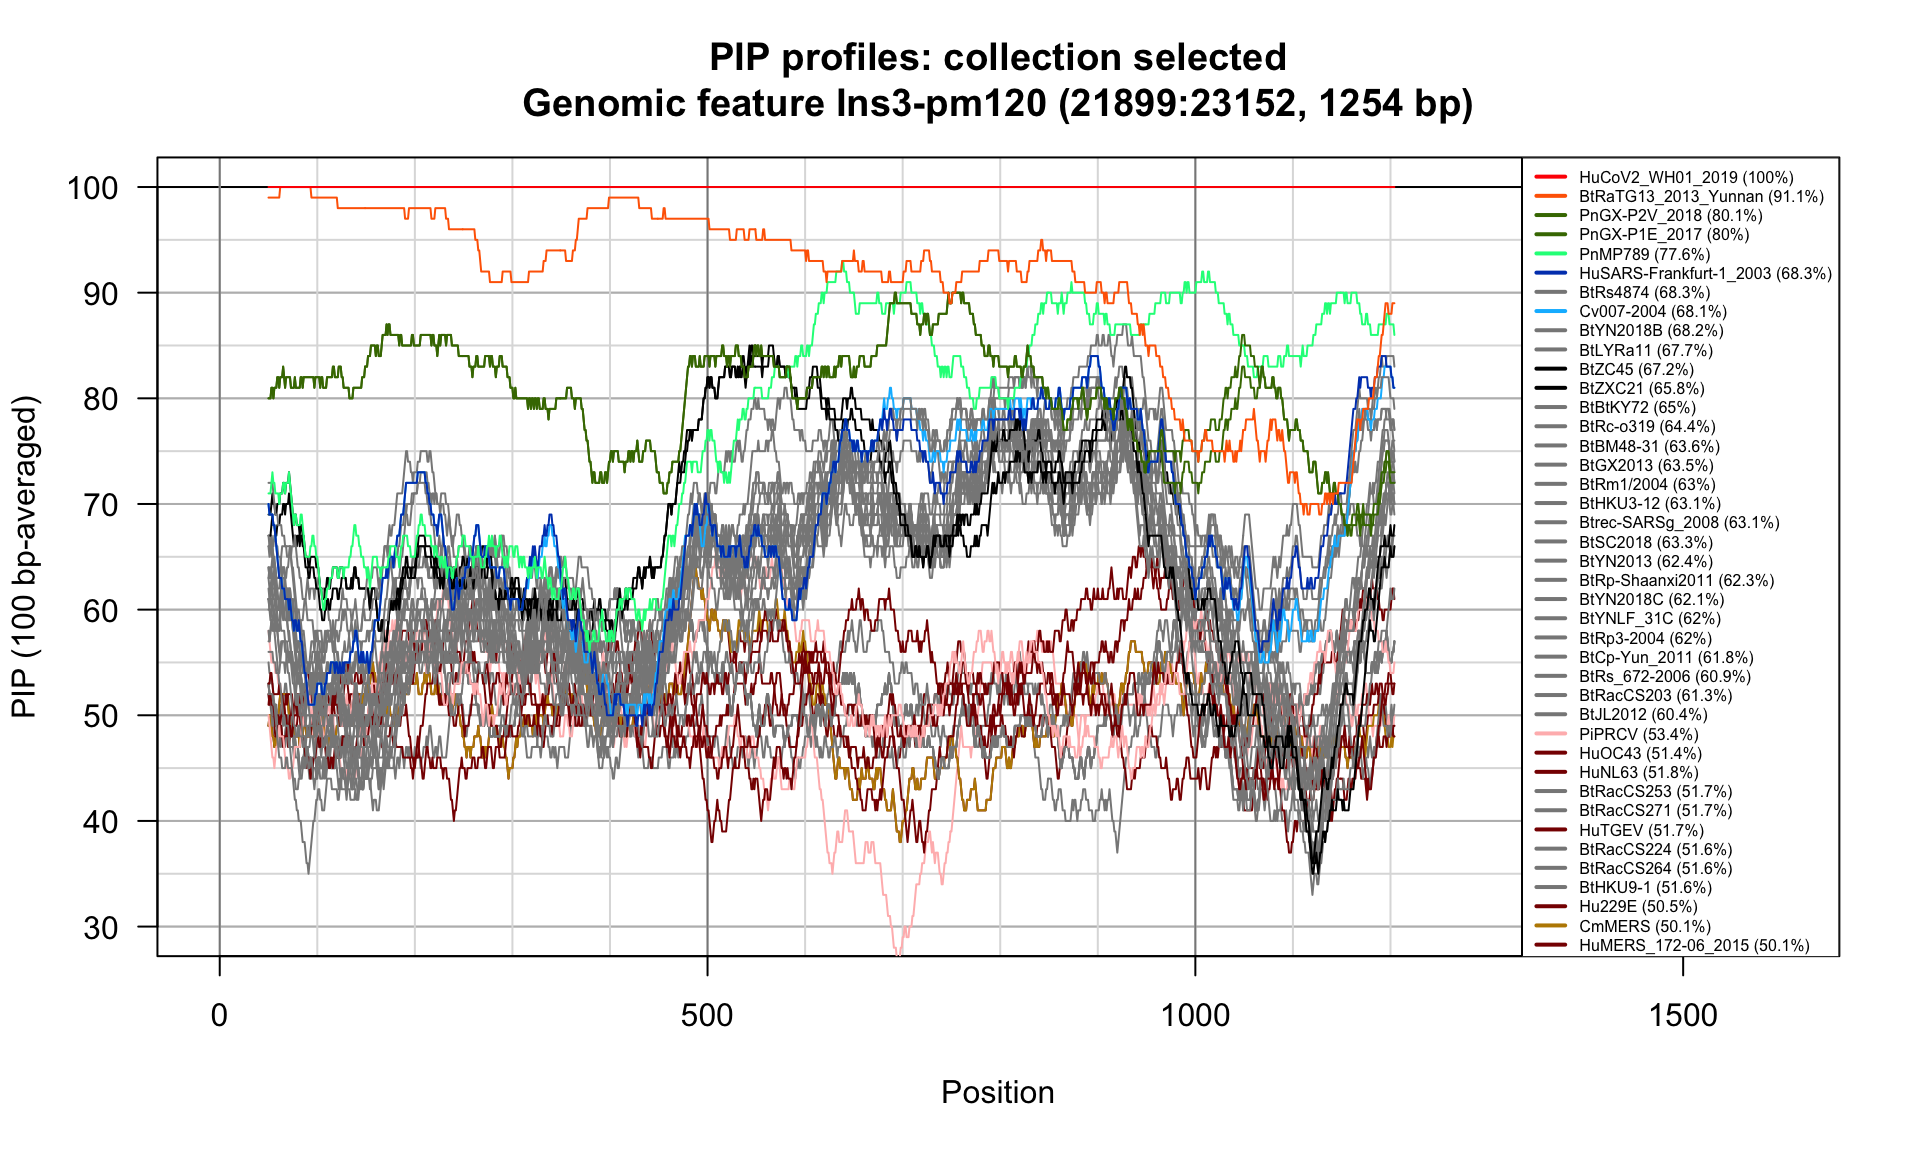 PIP profiles: collection selected
Genomic feature Ins3-pm120 (21899:23152, 1254 bp)
PIP (100 bp-averaged)
100
90
80
70
60
50
40
30
0
500
1000
1500
Position
HuCoV2_WH01_2019 (100%)
BtRaTG13_2013_Yunnan (91.1%)
PnGX-P2V_2018 (80.1%)
PnGX-P1E_2017 (80%)
PnMP789 (77.6%)
HuSARS-Frankfurt-1_2003 (68.3%)
BtRs4874 (68.3%)
Cv007-2004 (68.1%)
BtYN2018B (68.2%)
BtLYRa11 (67.7%)
BtZC45 (67.2%)
BtZXC21 (65.8%)
BtBtKY72 (65%)
BtRc-o319 (64.4%)
BtBM48-31 (63.6%)
BtGX2013 (63.5%)
BtRm1/2004 (63%)
BtHKU3-12 (63.1%)
Btrec-SARSg_2008 (63.1%)
BtSC2018 (63.3%)
BtYN2013 (62.4%)
BtRp-Shaanxi2011 (62.3%)
BtYN2018C (62.1%)
BtYNLF_31C (62%)
BtRp3-2004 (62%)
BtCp-Yun_2011 (61.8%)
BtRs_672-2006 (60.9%)
BtRacCS203 (61.3%)
BtJL2012 (60.4%)
PiPRCV (53.4%)
HuOC43 (51.4%)
HuNL63 (51.8%)
BtRacCS253 (51.7%)
BtRacCS271 (51.7%)
HuTGEV (51.7%)
BtRacCS224 (51.6%)
BtRacCS264 (51.6%)
BtHKU9-1 (51.6%)
Hu229E (50.5%)
CmMERS (50.1%)
HuMERS_172-06_2015 (50.1%)